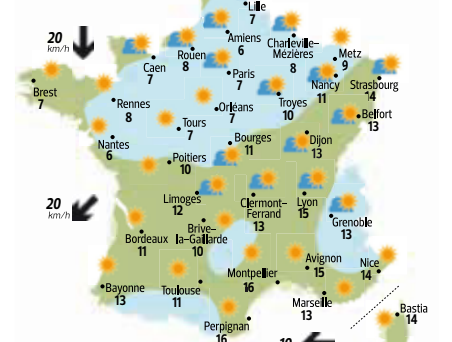 Lille
7
20
km/h
Amiens
6
Charleville–
Mézières
8
Rouen
8
Caen
7
Metz
9
Paris
7
Nancy
11
Strasbourg
14
Brest
7
Rennes
8
Orléans
7
Troyes
10
Belfort
13
Tours
7
Nantes
6
Bourges
11
Dijon
13
Poitiers
10
Limoges
12
Clermont–
Ferrand
13
Lyon
15
20
km/h
Grenoble
13
Bordeaux
11
Brive–
la-Gaillarde
10
Avignon
15
Nice
14
Montpellier
16
Bayonne
13
Toulouse
11
Marseille
13
Bastia
14
Perpignan
16